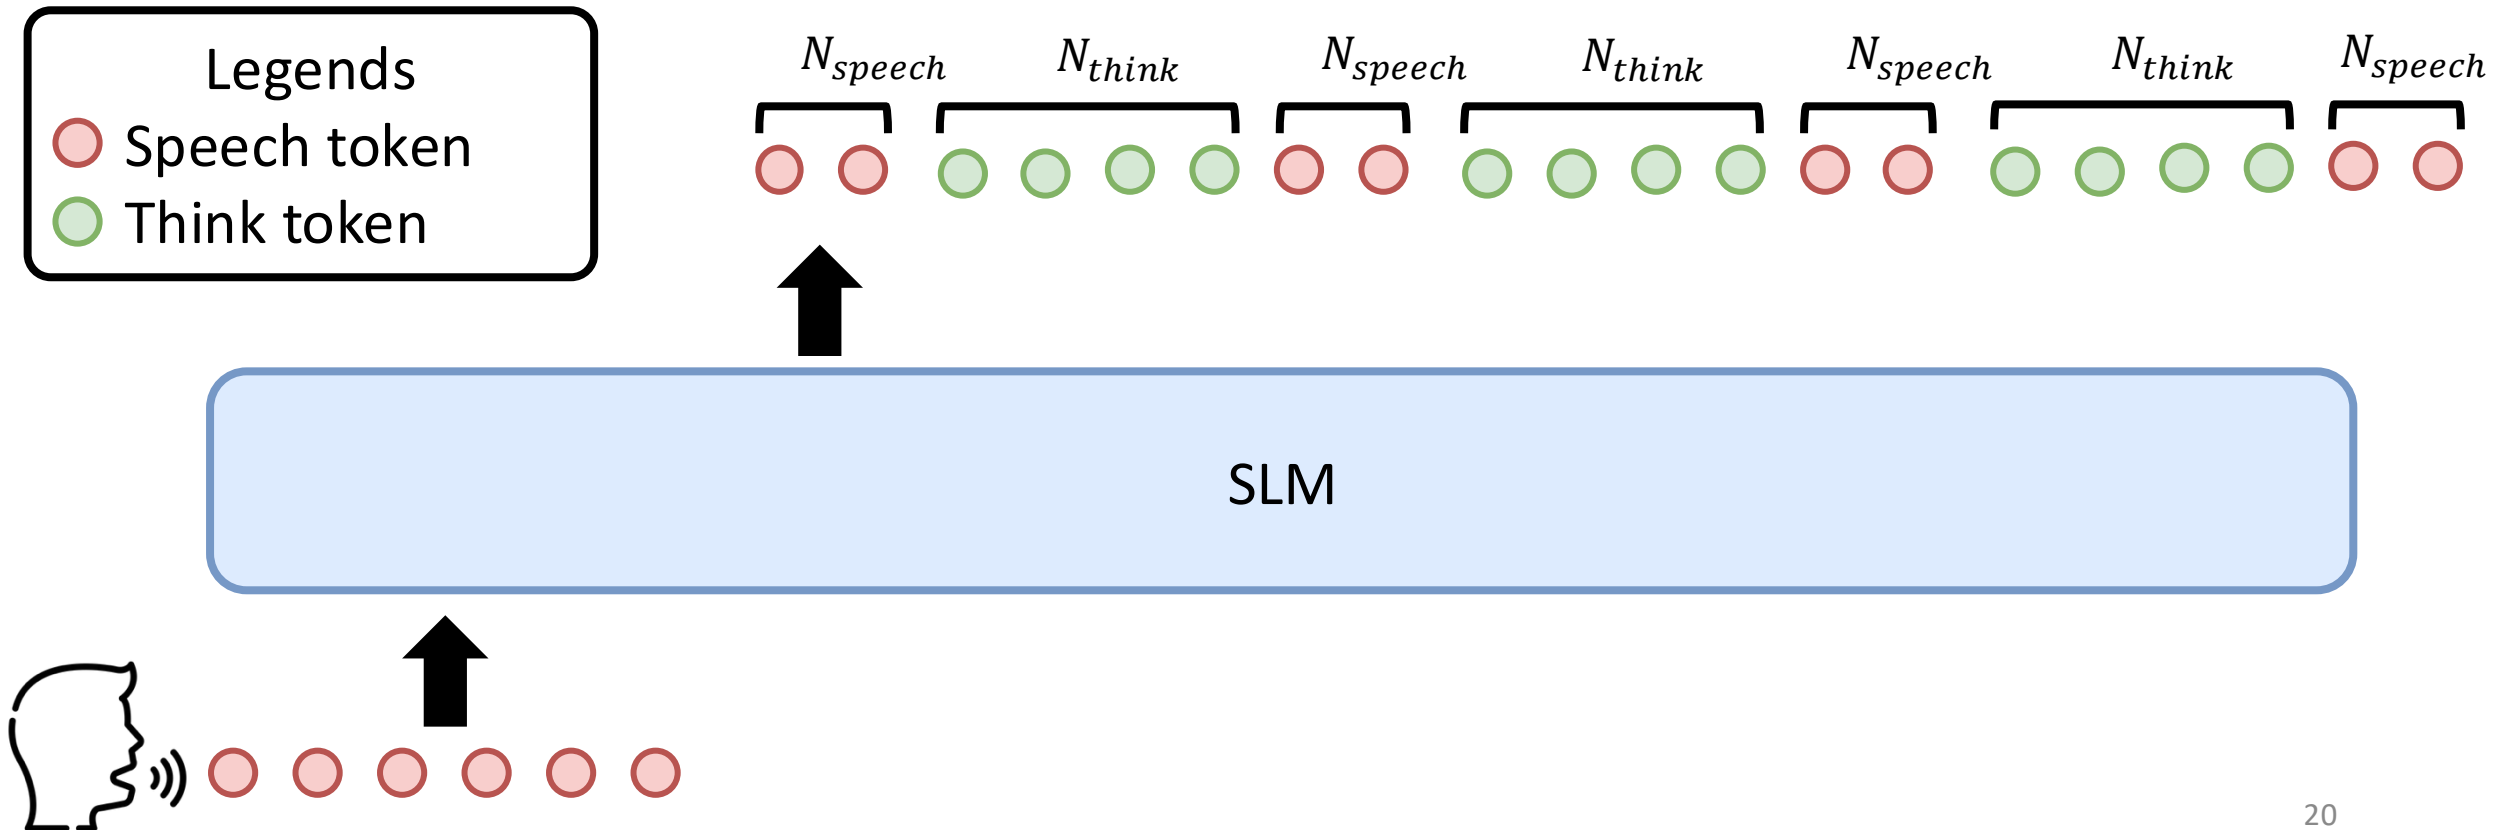 Legends
Speech token
Think token
N_speech N_think N_speech N_think N_speech N_think N_speech
SLM
20